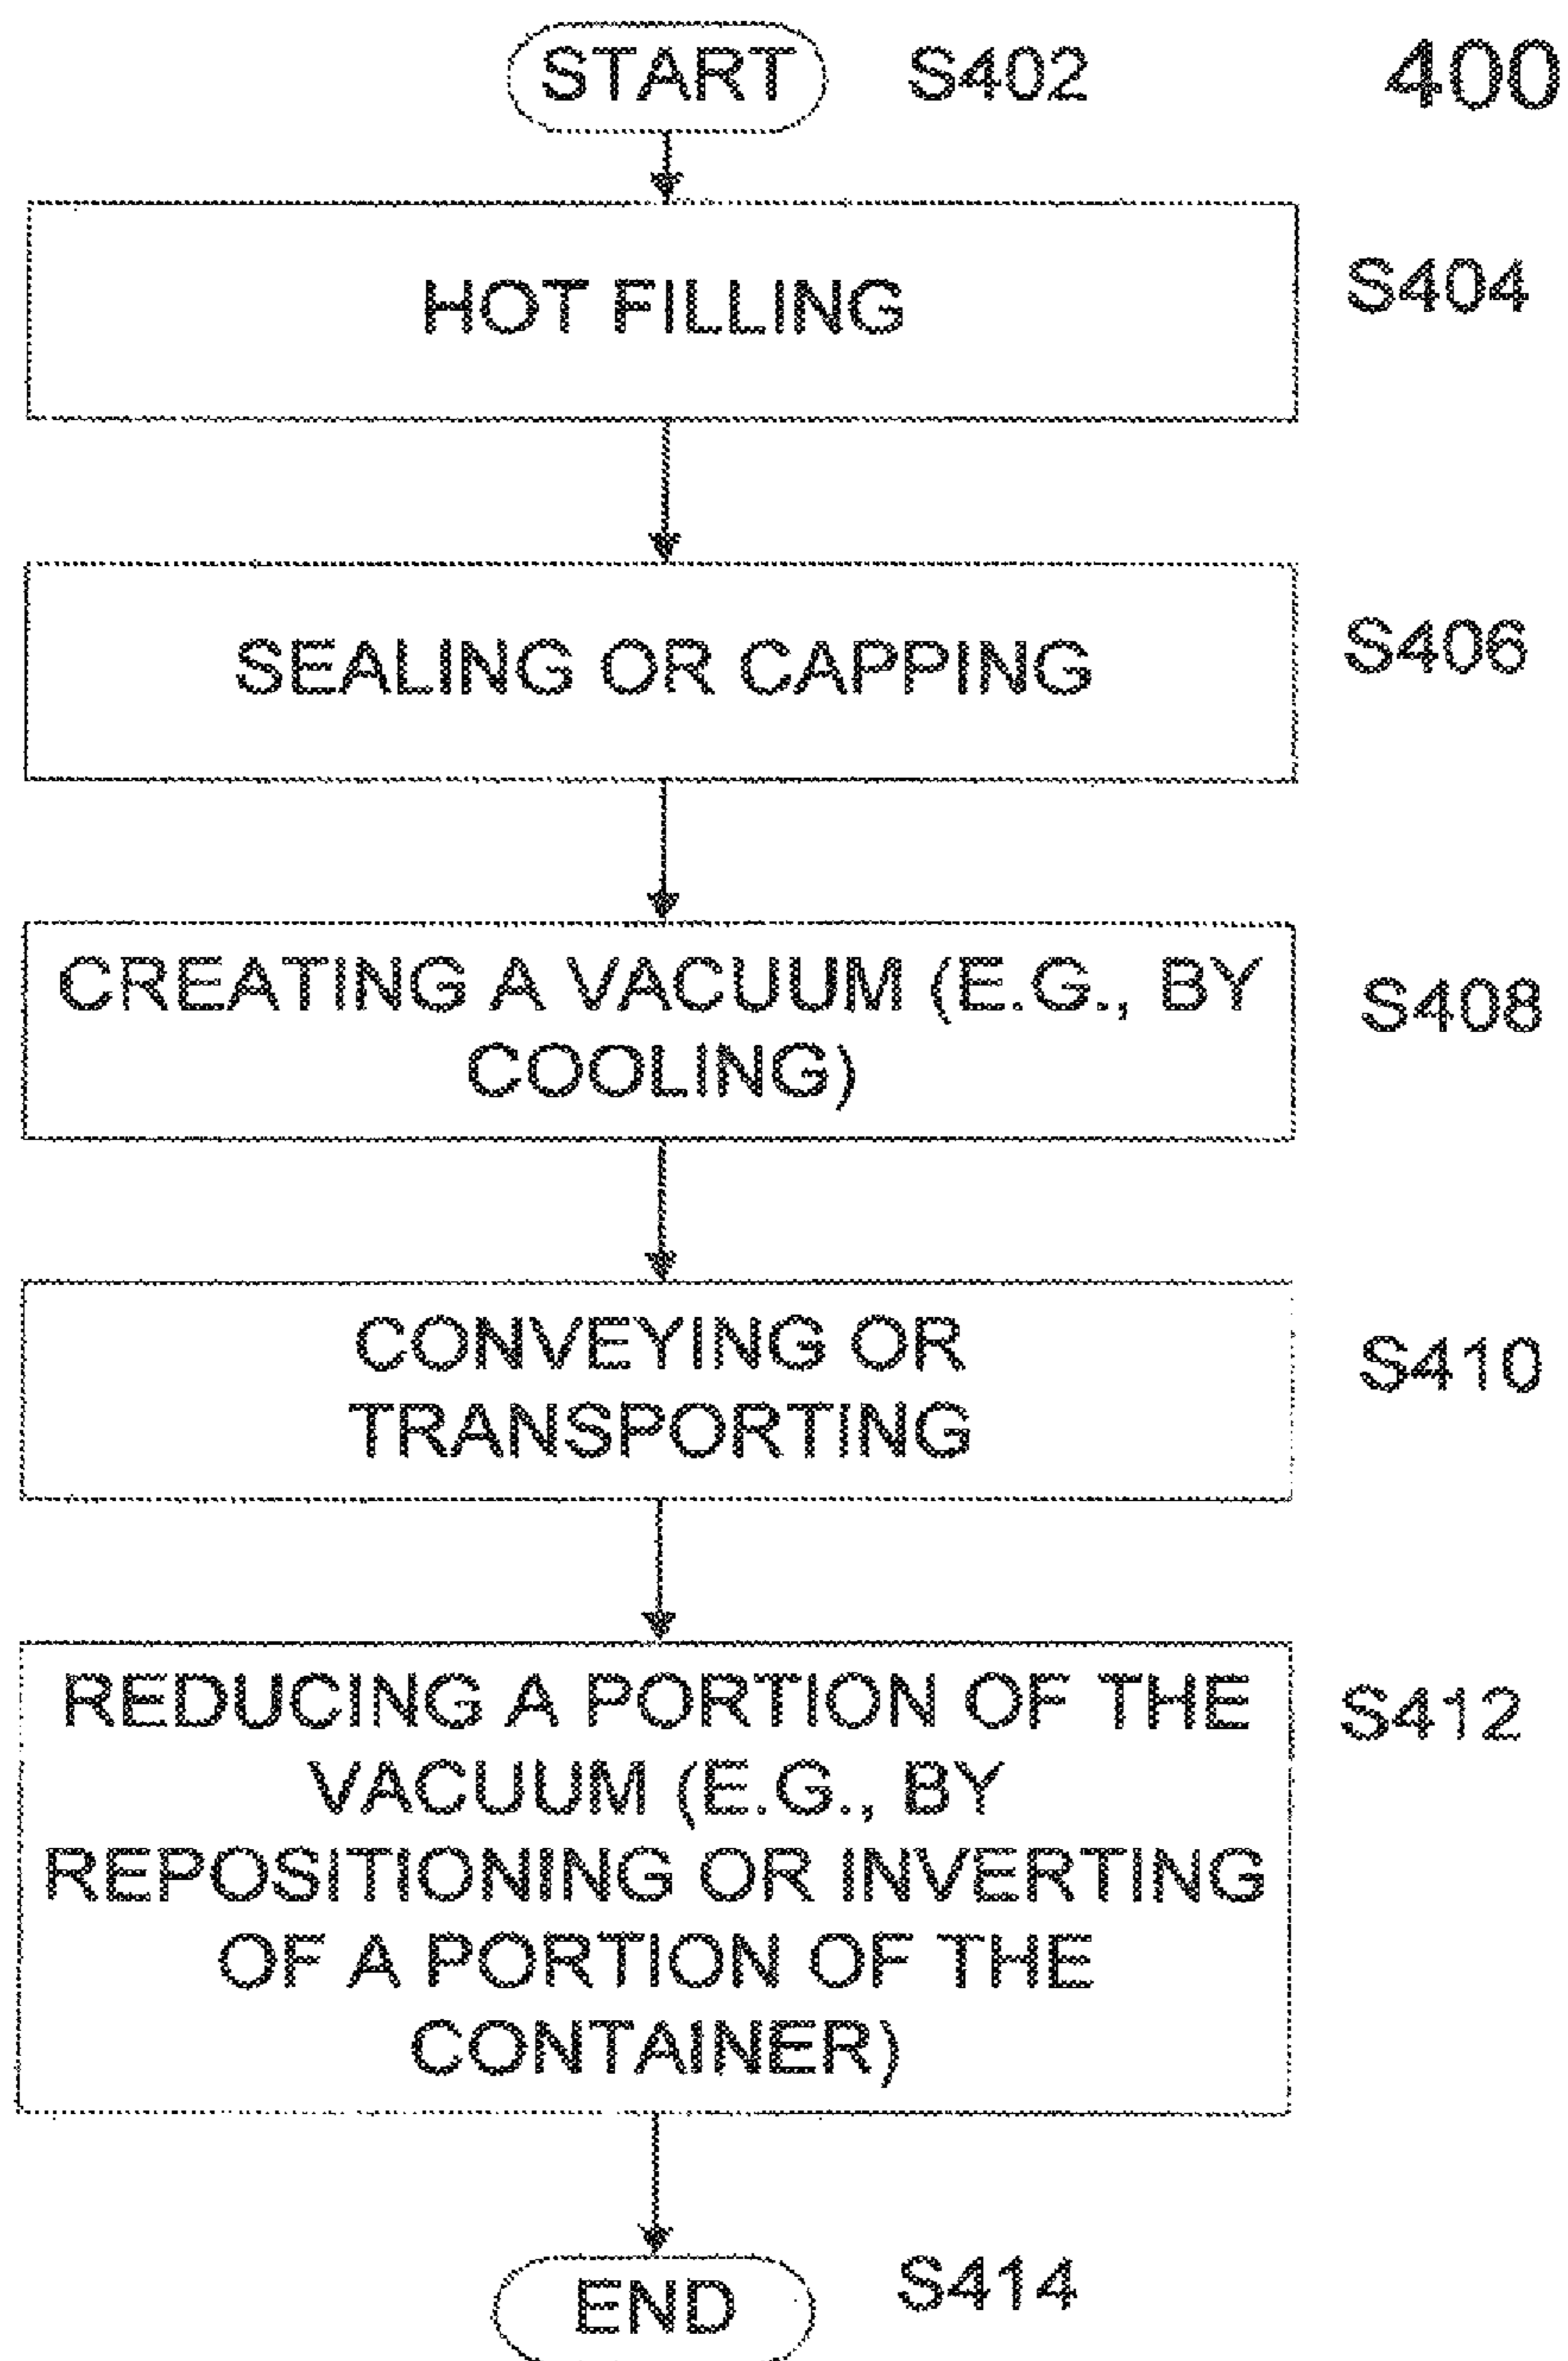 START S402 400
HOT FILLING S404
SEALING OR CAPPING S406
CREATING A VACUUM (E.G., BY
COOLING)
S408
CONVEYING OR
TRANSPORTING
S410
REDUCING A PORTION OF THE
VACUUM (E.G., BY
REPOSITIONING OR INVERTING
OF A PORTION OF THE
CONTAINER)
S412
END S414